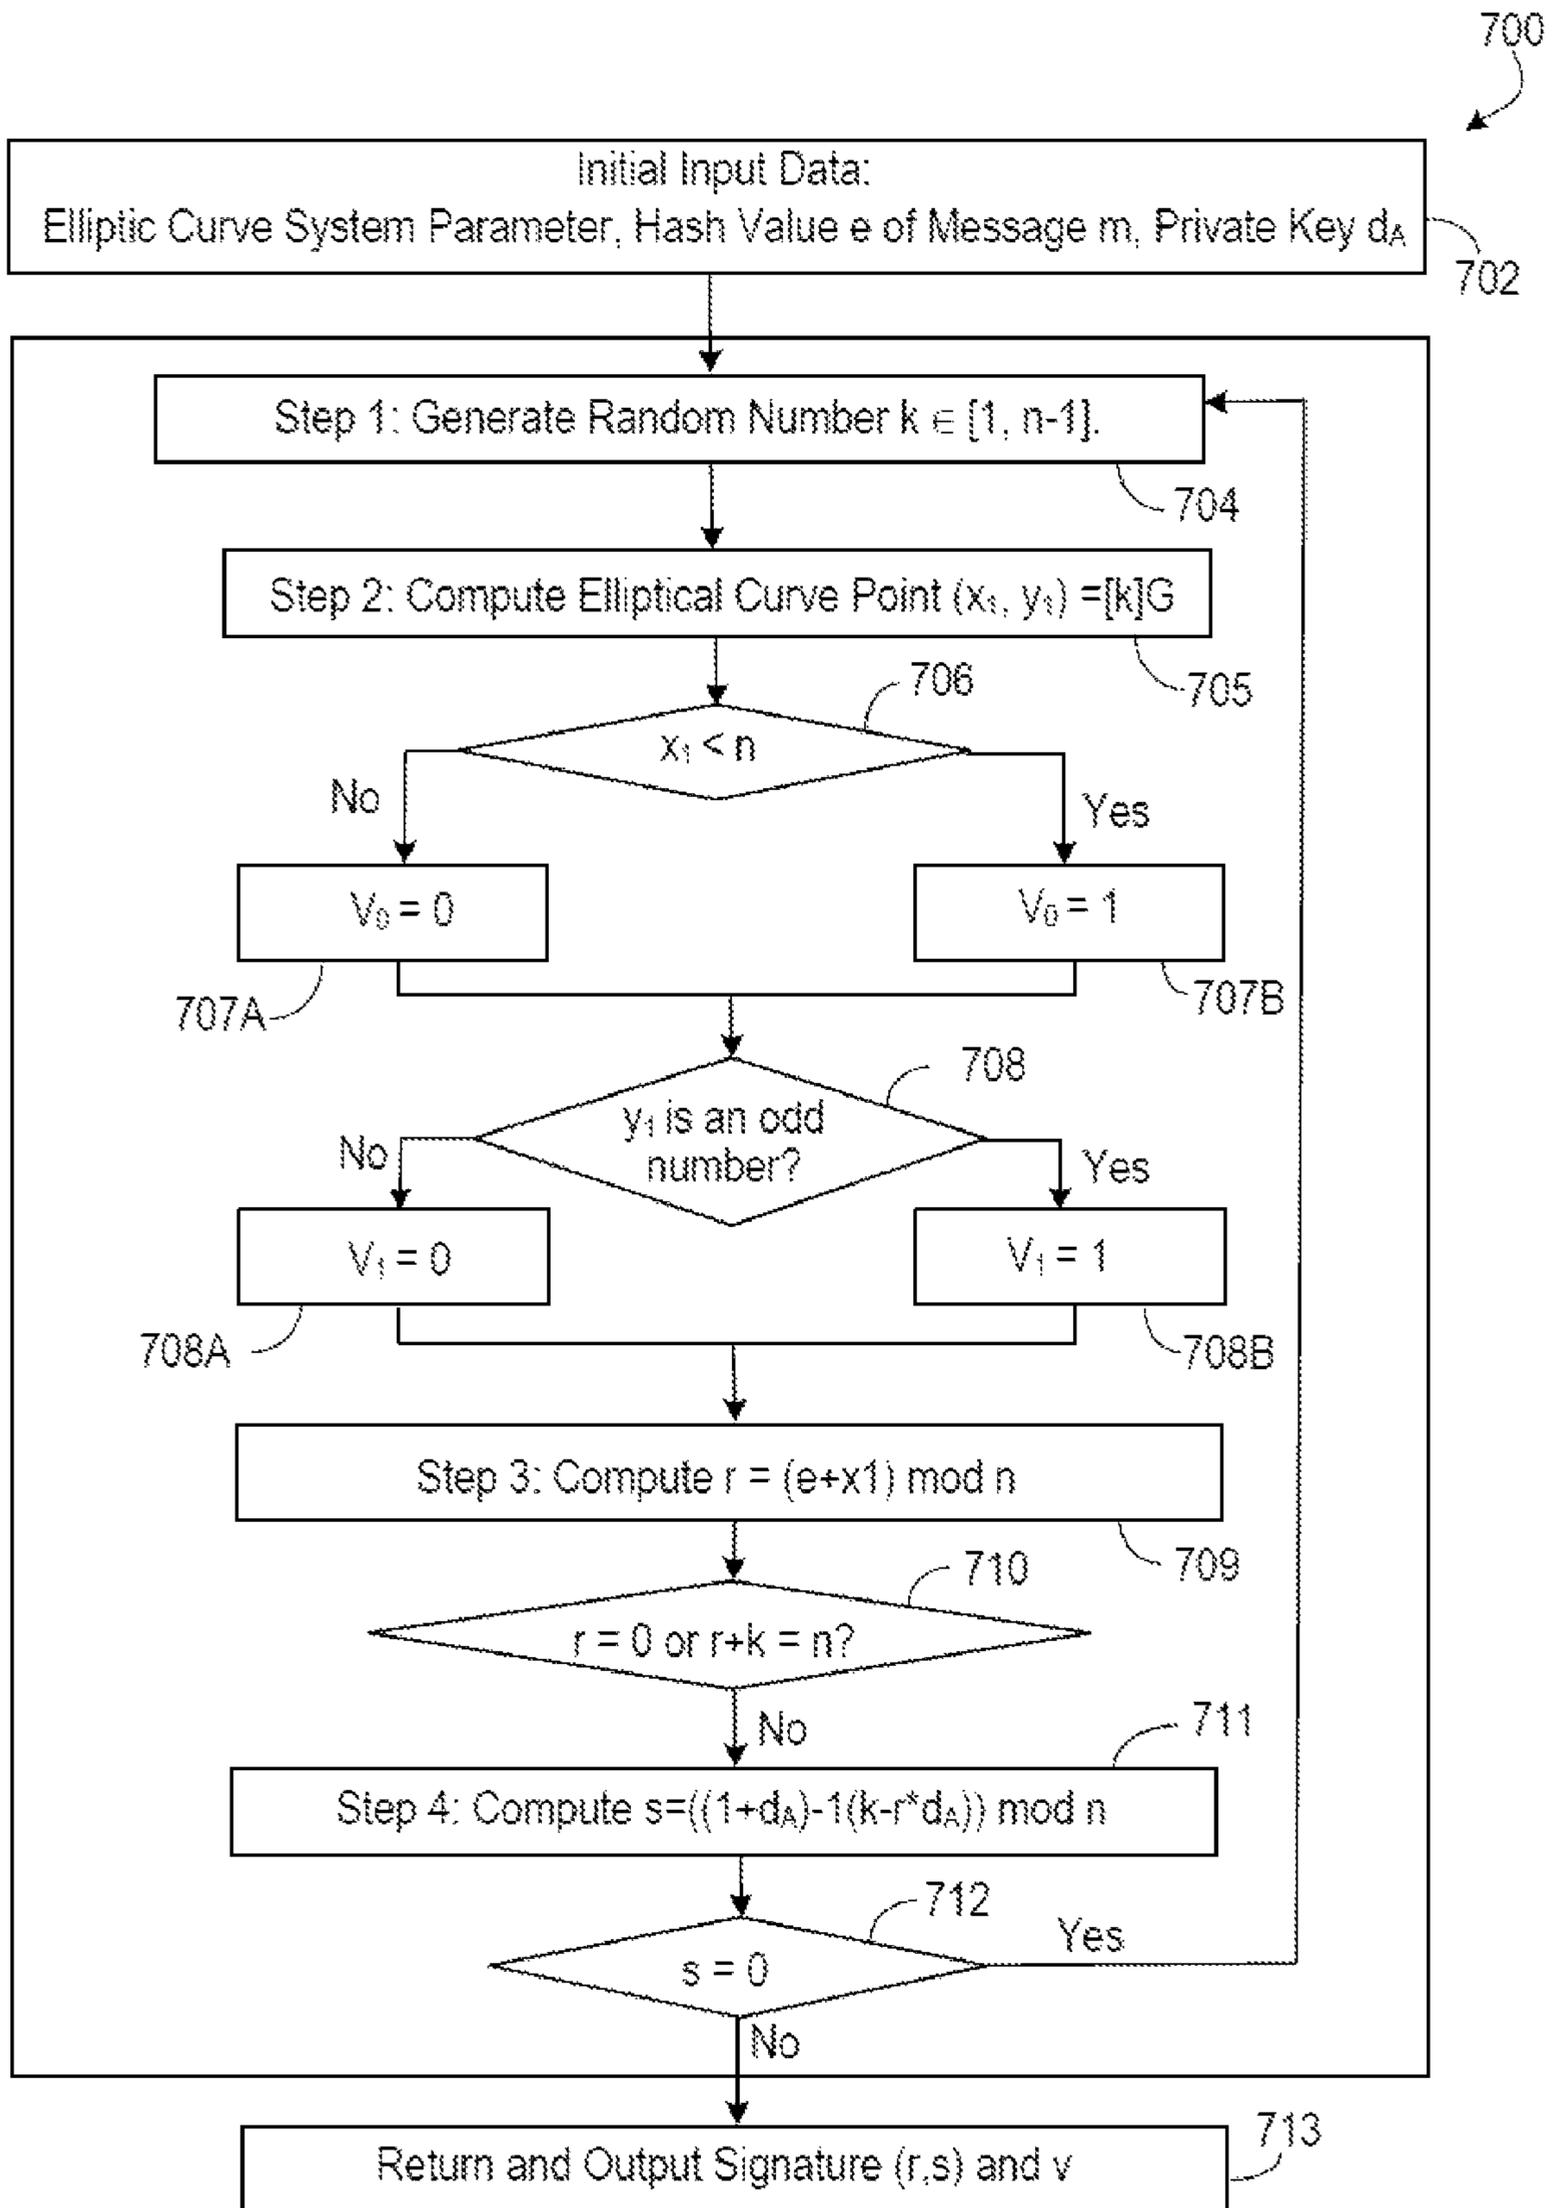 700
Initial Input Data:
Elliptic Curve System Parameter, Hash Value e of Message m, Private Key dA
702
Step 1: Generate Random Number k ∈ [1, n-1].
704
Step 2: Compute Elliptical Curve Point (x₁, y₁) =[k]G
705
706
x₁ < n
No
Yes
V₀ = 0
V₀ = 1
707A
707B
708
y₁ is an odd
number?
No
Yes
V₁ = 0
V₁ = 1
708A
708B
Step 3: Compute r = (e+x1) mod n
709
710
r = 0 or r+k = n?
No
711
Step 4: Compute s=((1+dA)-1(k-r*dA)) mod n
712
s = 0
Yes
No
713
Return and Output Signature (r,s) and v